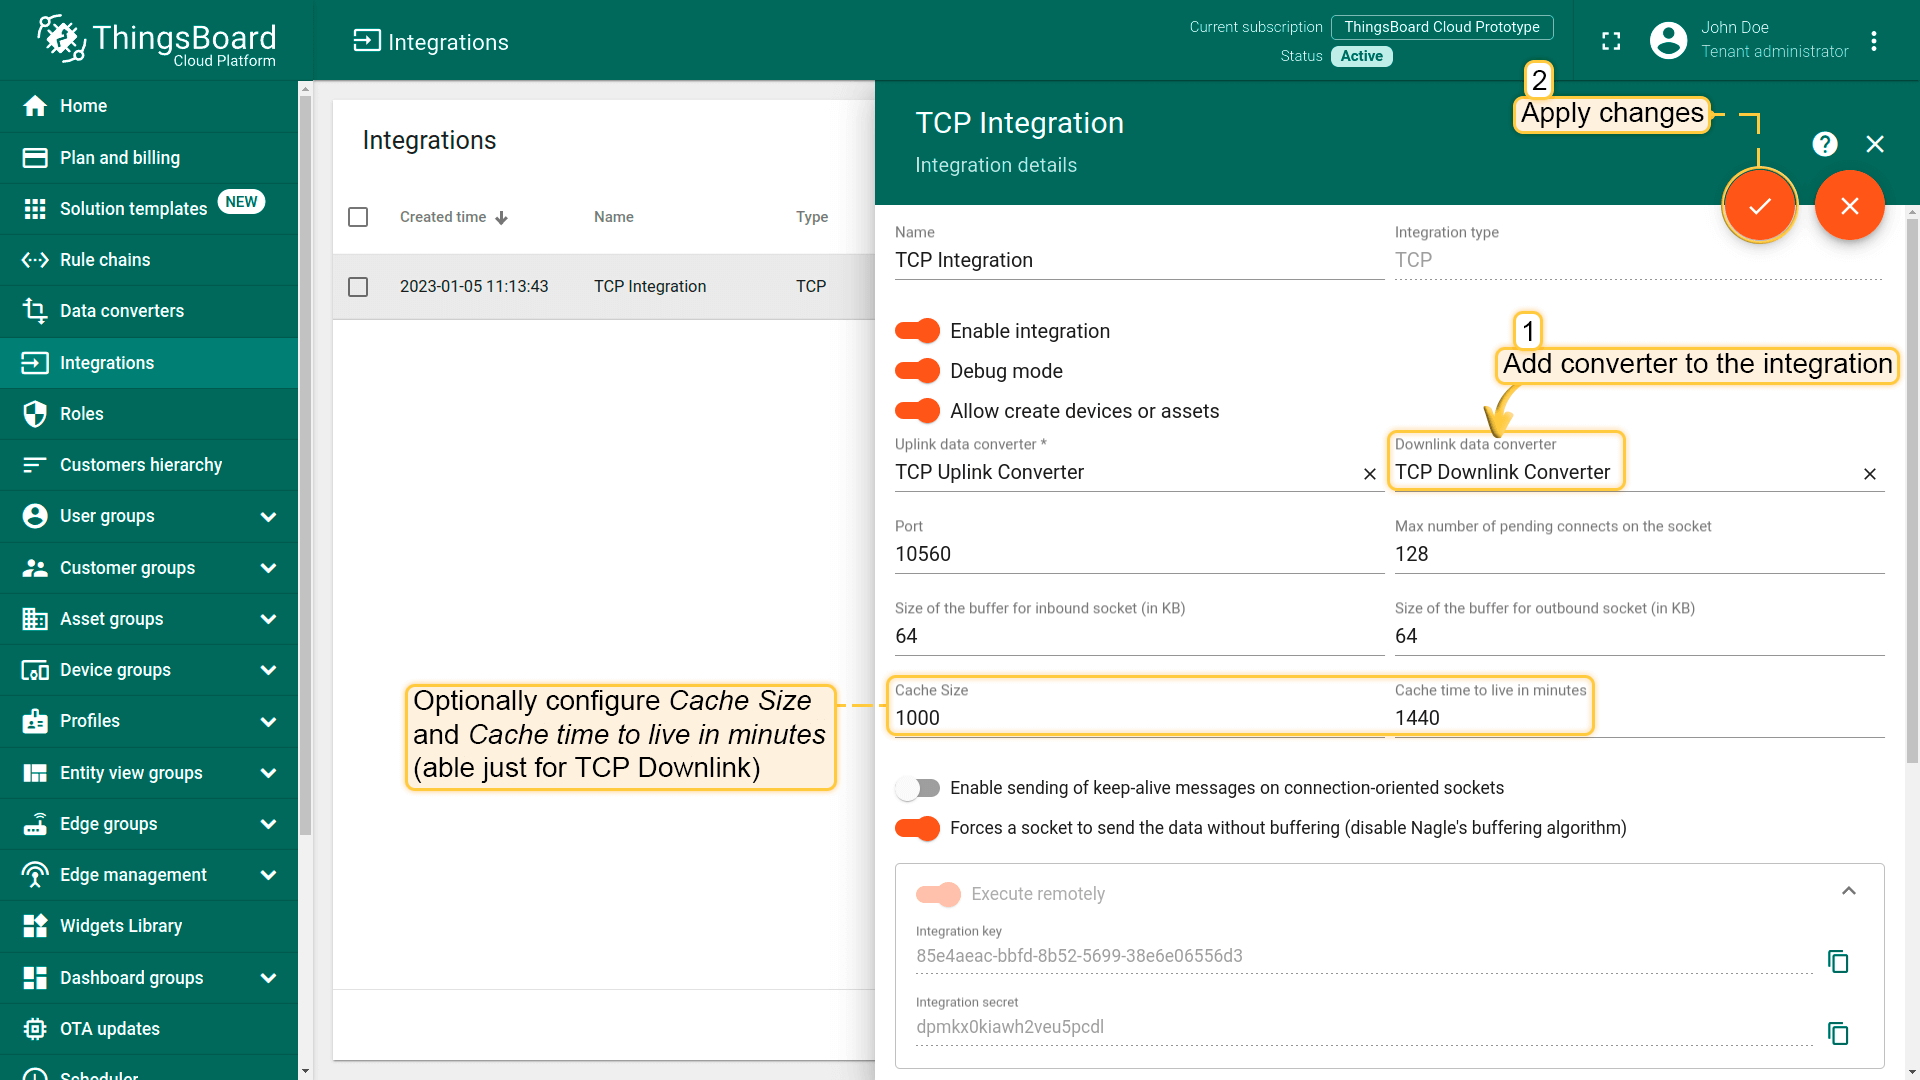 ThingsBoard
Cloud Platform
Integrations
Current subscription
ThingsBoard Cloud Prototype
Status
Active
John Doe
Tenant administrator
Home
Plan and billing
Solution templates
NEW
Rule chains
Data converters
Integrations
Roles
Customers hierarchy
User groups
Customer groups
Asset groups
Device groups
Profiles
Entity view groups
Edge groups
Edge management
Widgets Library
Dashboard groups
OTA updates
Scheduler
Integrations
Created time
Name
Type
2023-01-05 11:13:43
TCP Integration
TCP
Optionally configure Cache Size
and Cache time to live in minutes
(able just for TCP Downlink)
TCP Integration
Integration details
2
Apply changes
Name
TCP Integration
Integration type
TCP
Enable integration
Debug mode
Allow create devices or assets
1
Add converter to the integration
Uplink data converter *
TCP Uplink Converter
Downlink data converter
TCP Downlink Converter
Port
10560
Max number of pending connects on the socket
128
Size of the buffer for inbound socket (in KB)
64
Size of the buffer for outbound socket (in KB)
64
Cache Size
1000
Cache time to live in minutes
1440
Enable sending of keep-alive messages on connection-oriented sockets
Forces a socket to send the data without buffering (disable Nagle's buffering algorithm)
Execute remotely
Integration key
85e4aeac-bbfd-8b52-5699-38e6e06556d3
Integration secret
dpmkx0kiawh2veu5pcdl